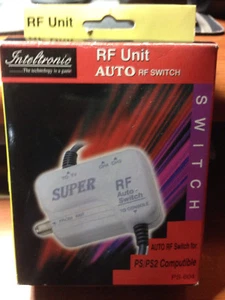 RF Unit
Inteltronic
The technology is a game
RF Unit
AUTO RF SWITCH
SWITCH
SUPER
RF
Auto-
Switch
AUTO RF Switch for
PS/PS2 Compatible